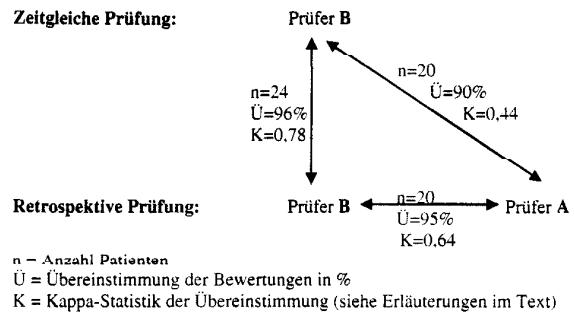 Zeitgleiche Prüfung: Prüfer B
n=24
Ü=96%
K=0,78
n=20
Ü=90%
K=0,44
Retrospektive Prüfung: Prüfer B
n=20
Ü=95%
K=0,64
Prüfer A
n = Anzahl Patienten
Ü = Übereinstimmung der Bewertungen in %
K = Kappa-Statistik der Übereinstimmung (siehe Erläuterungen im Text)